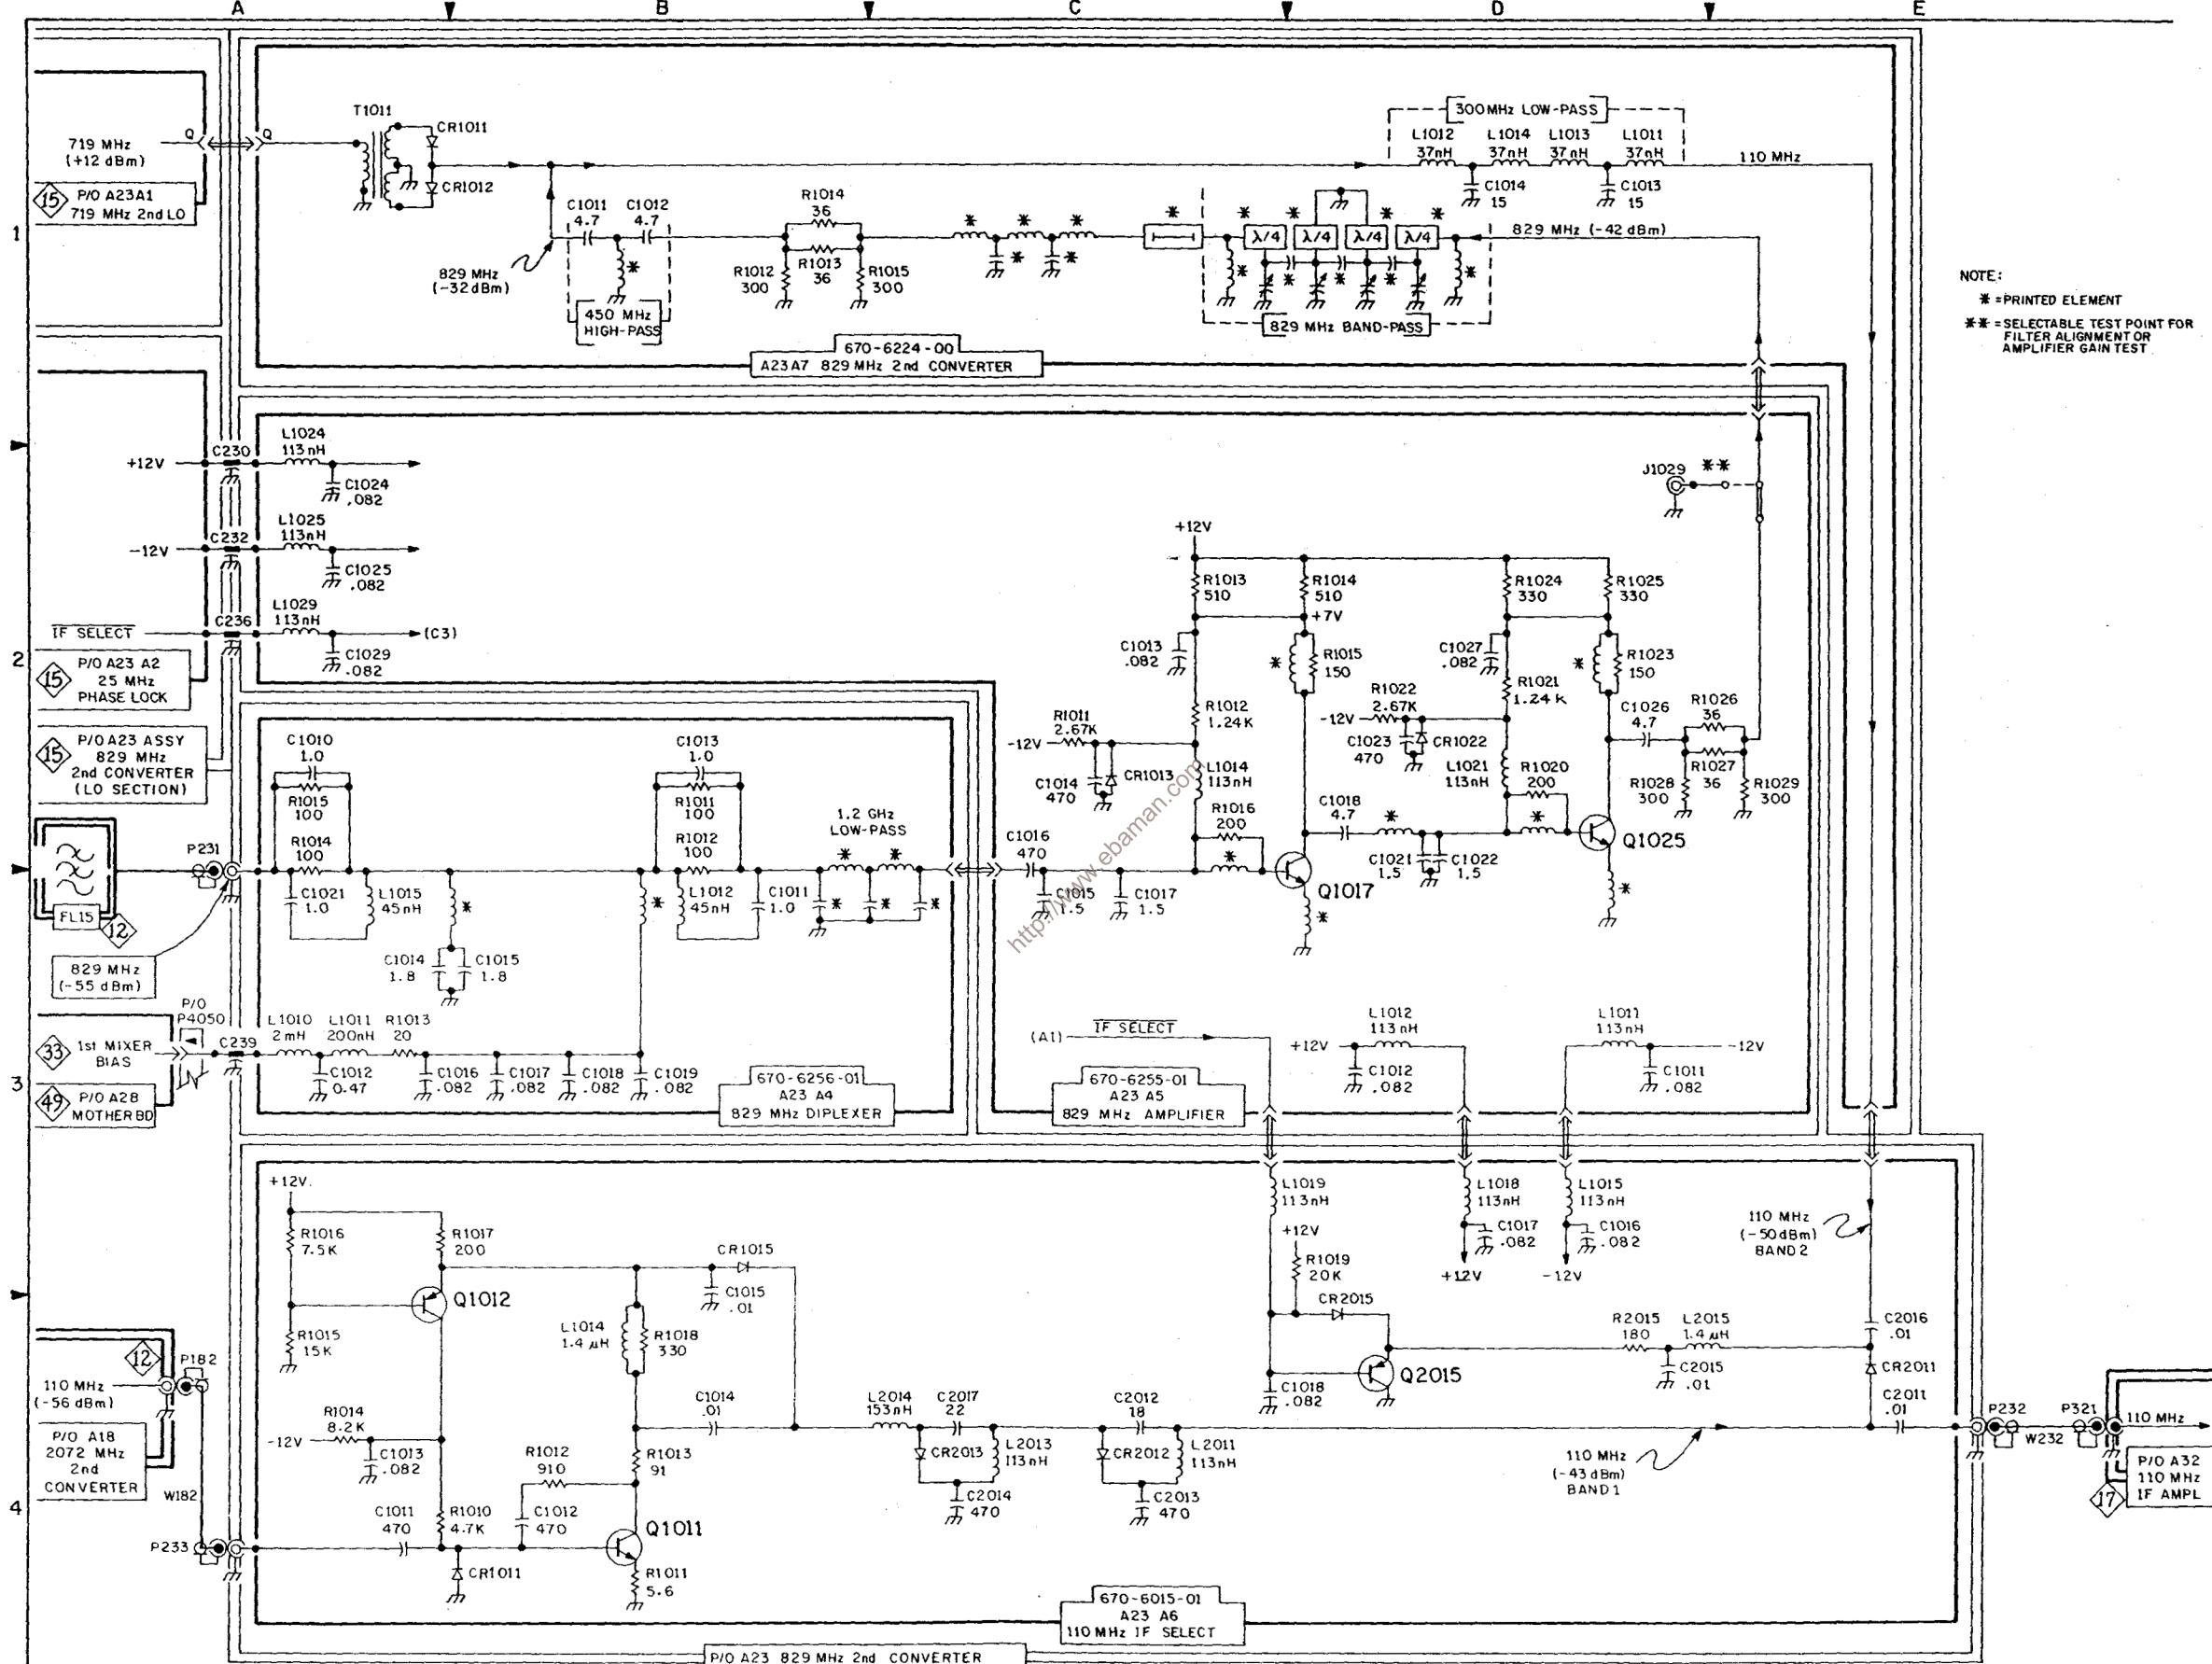 A B C D E
1
2
3
4
719 MHz
(+12 dBm)
Q Q
15 P/O A23A1
719 MHz 2nd LO
T1011
CR1011
CR1012
829 MHz
(-32dBm)
C1011
4.7
C1012
4.7
*
450 MHz
HIGH-PASS
R1014
36
R1013
36
R1012
300
R1015
300
* * *
* *
*
* * * *
λ/4 λ/4 λ/4 λ/4
* * * * *
829 MHz BAND-PASS
300MHz LOW-PASS
L1012
37nH
L1014
37nH
L1013
37nH
L1011
37nH
C1014
15
C1013
15
110 MHz
829 MHz (-42 dBm)
670-6224-00
A23A7 829 MHz 2nd CONVERTER
NOTE:
* =PRINTED ELEMENT
** =SELECTABLE TEST POINT FOR
FILTER ALIGNMENT OR
AMPLIFIER GAIN TEST
+12V
C230
L1024
113nH
C1024
.082
-12V
C232
L1025
113nH
C1025
.082
IF SELECT
C236
L1029
113nH
(C3)
C1029
.082
15 P/O A23 A2
25 MHz
PHASE LOCK
15 P/O A23 ASSY
829 MHz
2nd CONVERTER
(LO SECTION)
J1029 **
+12V
R1013
510
R1014
510
+7V
R1024
330
R1025
330
C1013
.082
* R1015
150
C1027
.082
* R1023
150
R1012
1.24K
R1022
2.67K
-12V
R1021
1.24K
R1011
2.67K
-12V
C1014
470
CR1013
L1014
113nH
C1023
470
CR1022
L1021
113nH
R1020
200
C1026
4.7
R1026
36
R1027
36
R1028
300
R1029
300
R1016
200
*
C1018
4.7
*
*
C1021
1.5
C1022
1.5
Q1025
*
C1016
470
C1015
1.5
C1017
1.5
Q1017
*
http://www.ebaman.com
P231
FL15
12
829 MHz
(-55 dBm)
C1010
1.0
R1015
100
R1014
100
C1021
1.0
L1015
45nH
*
C1014
1.8
C1015
1.8
C1013
1.0
R1011
100
R1012
100
*
L1012
45nH
C1011
1.0
1.2 GHz
LOW-PASS
* *
* * *
P/O
P4050
33 1st MIXER
BIAS
49 P/O A28
MOTHER BD
C239
L1010
2mH
L1011
200nH
R1013
20
C1012
0.47
C1016
.082
C1017
.082
C1018
.082
C1019
.082
670-6256-01
A23 A4
829 MHz DIPLEXER
(A1) IF SELECT
670-6255-01
A23 A5
829 MHz AMPLIFIER
+12V
L1012
113nH
C1012
.082
L1011
113nH
-12V
C1011
.082
L1019
113nH
L1018
113nH
L1015
113nH
C1017
.082
C1016
.082
+12V
-12V
110 MHz
(-50dBm)
BAND 2
+12V
R1019
20K
CR2015
Q2015
C1018
.082
R2015
180
L2015
1.4 μH
C2015
.01
C2016
.01
CR2011
C2011
.01
+12V.
R1016
7.5K
R1017
200
R1015
15K
Q1012
CR1015
C1015
.01
L1014
1.4 μH
R1018
330
C1014
.01
R1014
8.2K
-12V
C1013
.082
R1012
910
R1013
91
C1011
470
R1010
4.7K
C1012
470
Q1011
CR1011
R1011
5.6
L2014
153nH
C2017
22
CR2013
L2013
113nH
C2014
470
C2012
18
CR2012
L2011
113nH
C2013
470
110 MHz
(-43 dBm)
BAND 1
12
P182
110 MHz
(-56 dBm)
P/O A18
2072 MHz
2nd
CONVERTER
W182
P233
P232
W232
P321
110 MHz
P/O A32
110 MHz
IF AMPL
17
670-6015-01
A23 A6
110 MHz IF SELECT
P/O A23 829 MHz 2nd CONVERTER